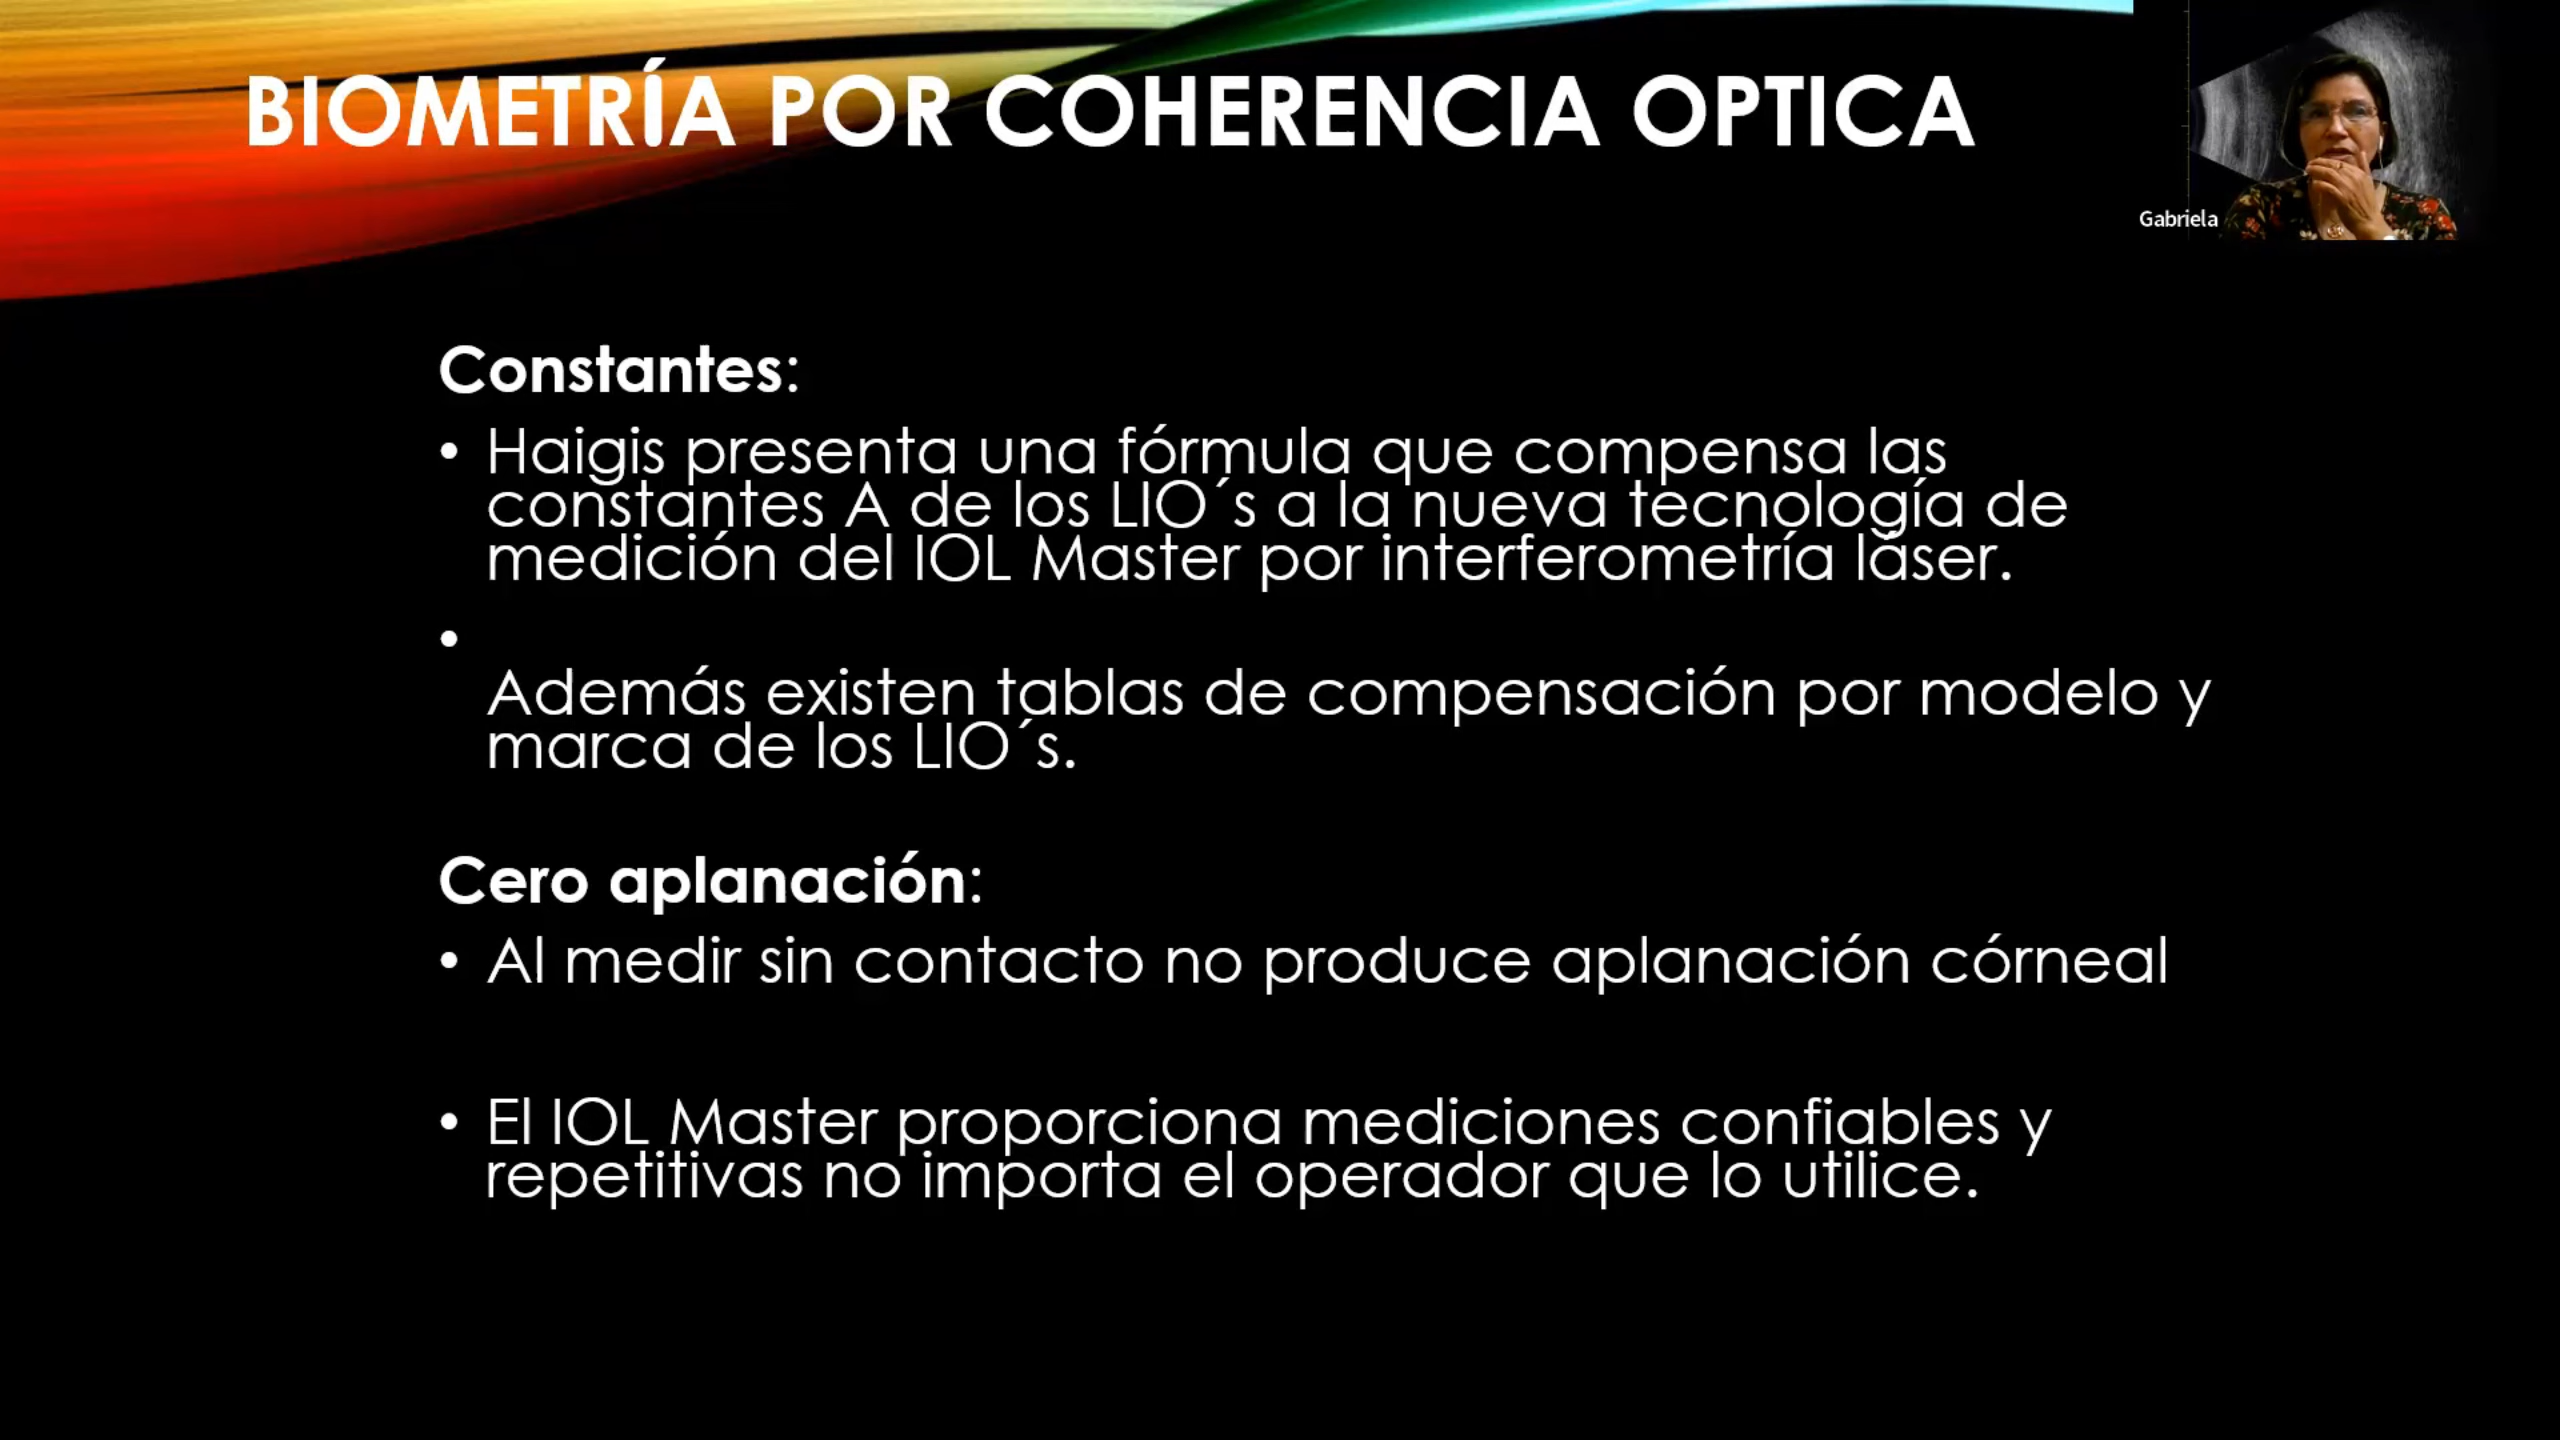 BIOMETRÍA POR COHERENCIA OPTICA
Gabriela
Constantes:
• Haigis presenta una fórmula que compensa las
constantes A de los LIO´s a la nueva tecnología de
medición del IOL Master por interferometría láser.
•
Además existen tablas de compensación por modelo y
marca de los LIO´s.
Cero aplanación:
• Al medir sin contacto no produce aplanación córneal
• El IOL Master proporciona mediciones confiables y
repetitivas no importa el operador que lo utilice.